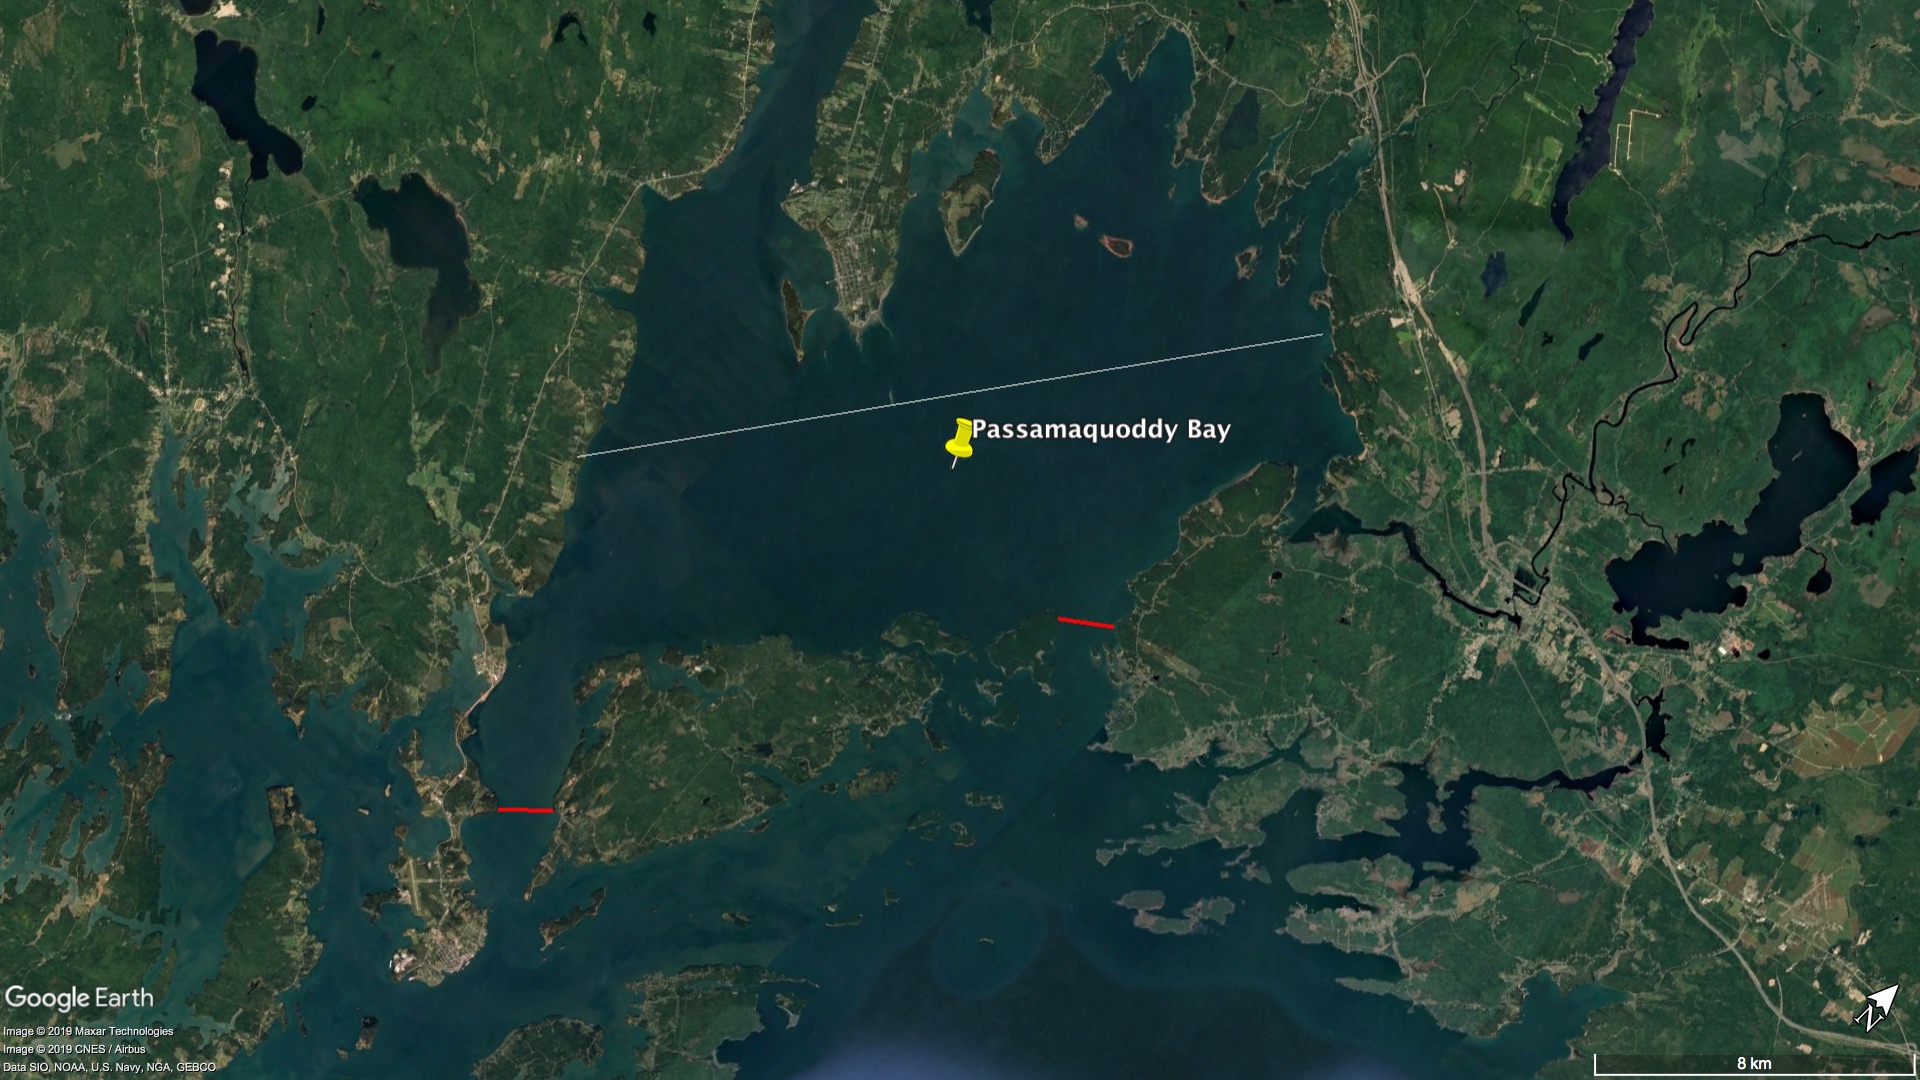 Passamaquoddy Bay
Google Earth
Image © 2019 Maxar Technologies
Image © 2019 CNES / Airbus
Data SIO, NOAA, U.S. Navy, NGA, GEBCO
N
8 km